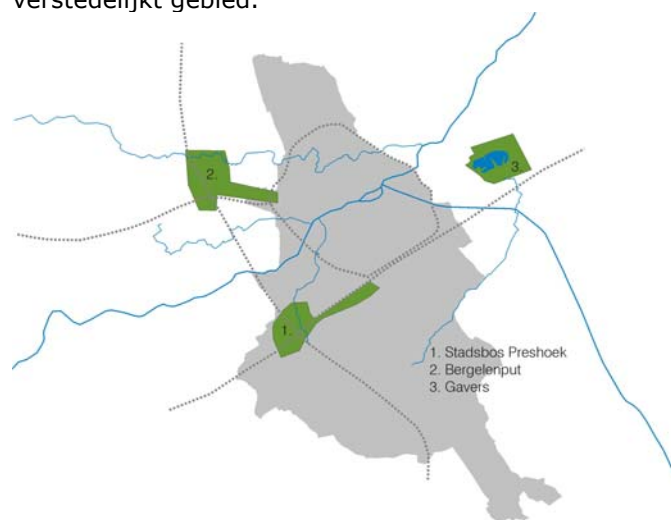 verstedelijkt gebied.
2.
3.
1.
1. Stadsbos Preshoek
2. Bergelenput
3. Gavers